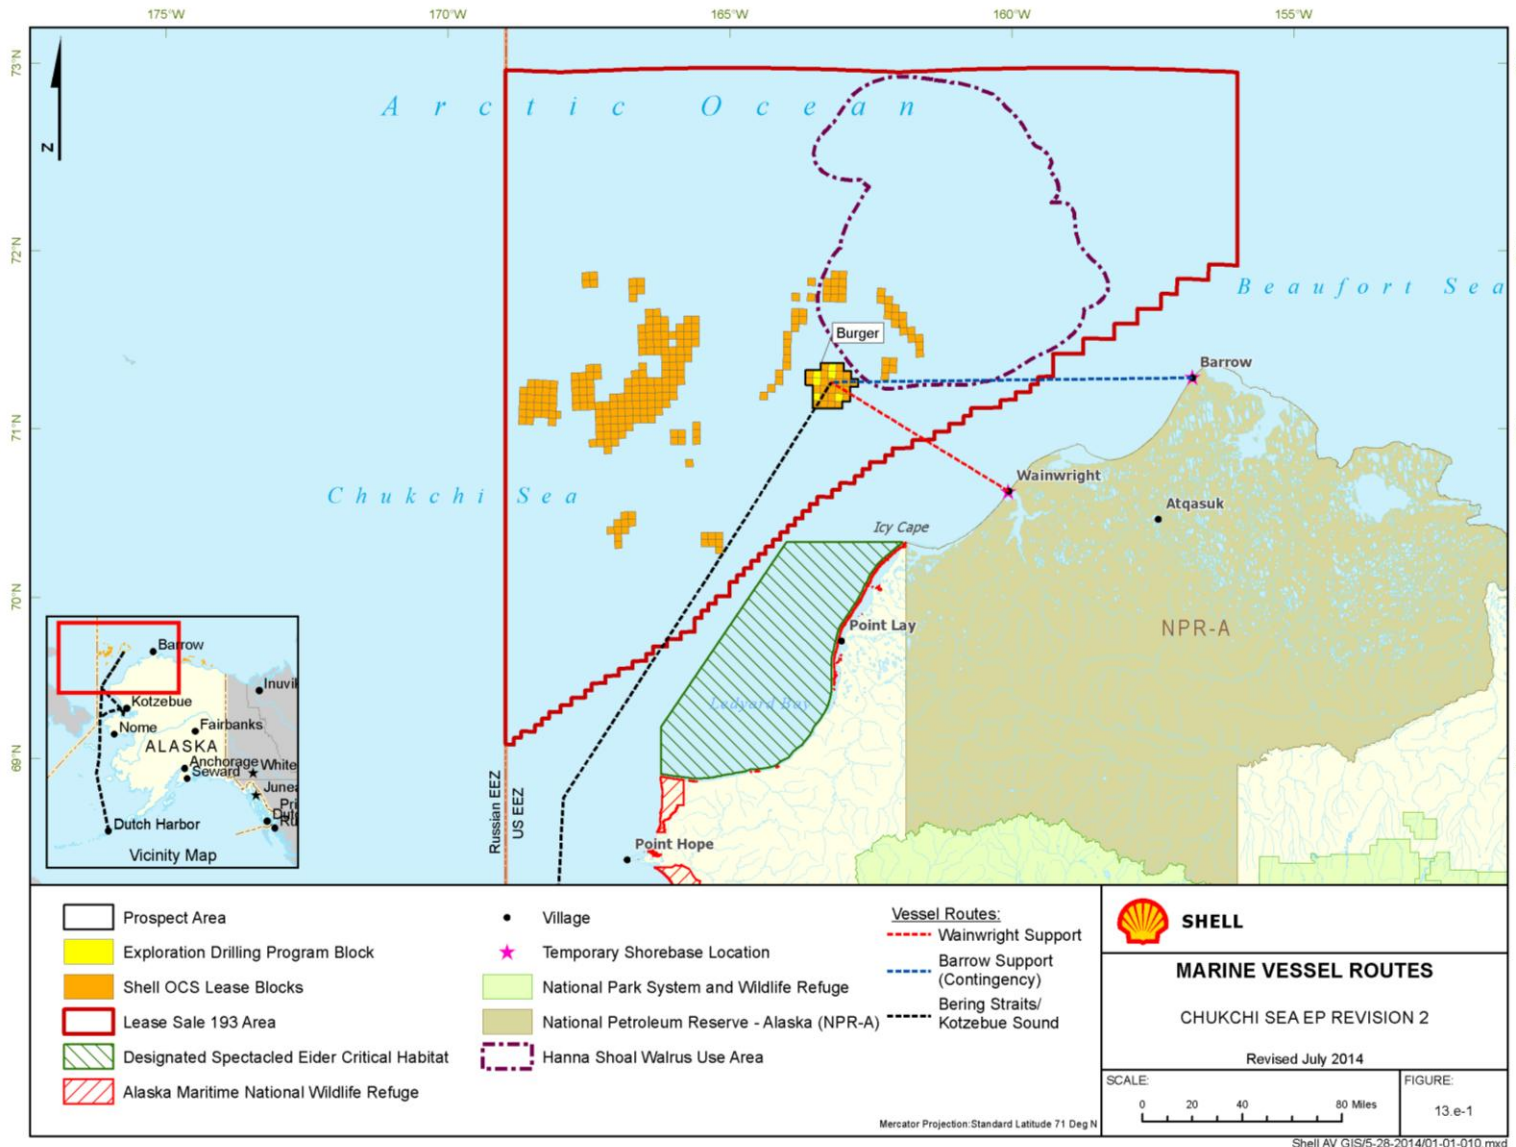 175°W 170°W 165°W 160°W 155°W
73°N
72°N
71°N
70°N
69°N
N
Arctic Ocean
Beaufort Sea
Burger
Barrow
Wainwright
Atqasuk
Chukchi Sea
Icy Cape
Point Lay
NPR-A
Ledyard Bay
Russian EEZ
US EEZ
Point Hope
Barrow
Inuvik
Kotzebue
Nome
Fairbanks
ALASKA
Anchorage
White
Seward
June
Pri
Dutch Harbor
Vicinity Map
Prospect Area
Exploration Drilling Program Block
Shell OCS Lease Blocks
Lease Sale 193 Area
Designated Spectacled Eider Critical Habitat
Alaska Maritime National Wildlife Refuge
Village
Temporary Shorebase Location
National Park System and Wildlife Refuge
National Petroleum Reserve - Alaska (NPR-A)
Hanna Shoal Walrus Use Area
Vessel Routes:
Wainwright Support
Barrow Support
(Contingency)
Bering Straits/
Kotzebue Sound
Mercator Projection:Standard Latitude 71 Deg N
SHELL
MARINE VESSEL ROUTES
CHUKCHI SEA EP REVISION 2
Revised July 2014
SCALE:
0 20 40 80 Miles
FIGURE:
13.e-1
Shell AV GIS/5-28-2014/01-01-010.mxd